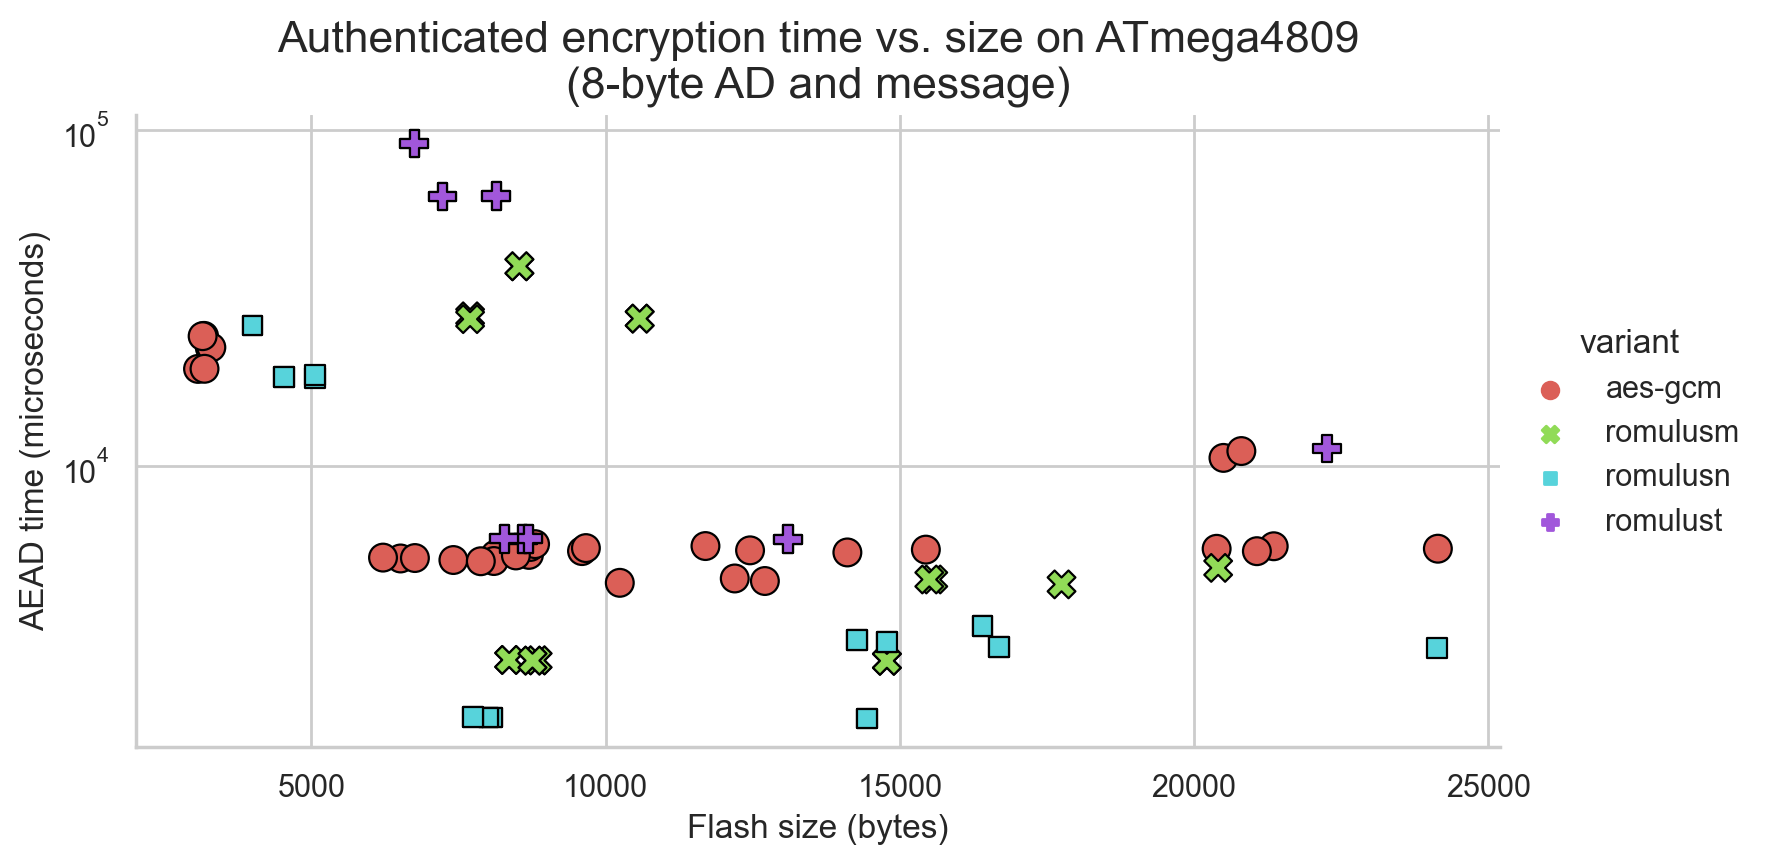 Authenticated encryption time vs. size on ATmega4809
(8-byte AD and message)
AEAD time (microseconds)
10^5
10^4
5000
10000
15000
20000
25000
Flash size (bytes)
variant
aes-gcm
romulusm
romulusn
romulust